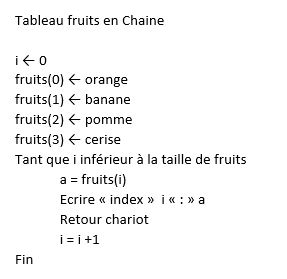 Tableau fruits en Chaine
i ← 0
fruits(0) ← orange
fruits(1) ← banane
fruits(2) ← pomme
fruits(3) ← cerise
Tant que i inférieur à la taille de fruits
a = fruits(i)
Ecrire « index »  i « : » a
Retour chariot
i = i +1
Fin